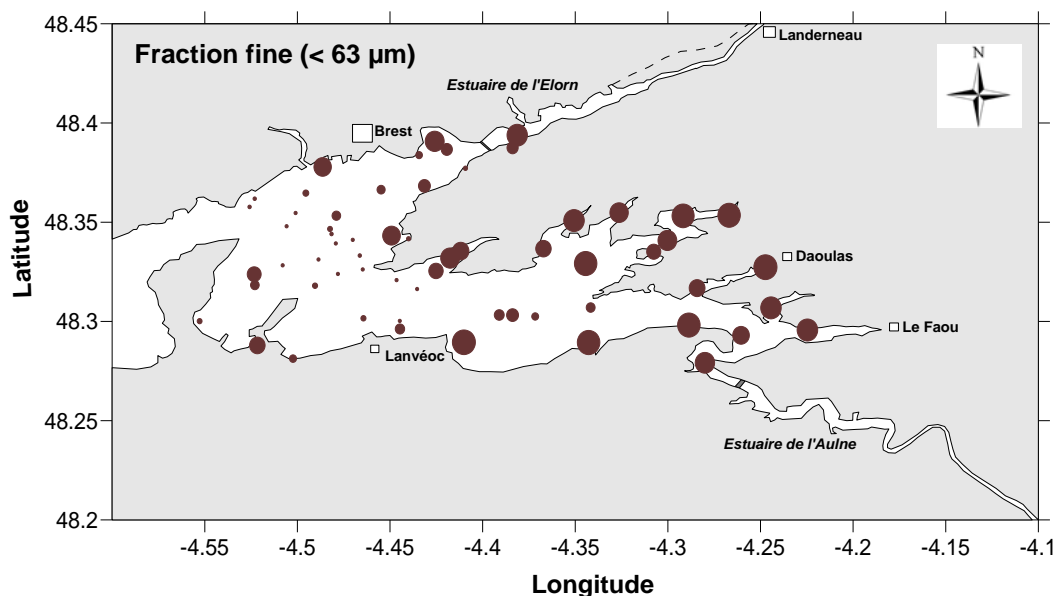 Fraction fine (< 63 µm)
Landerneau
N
Estuaire de l'Elorn
Brest
Daoulas
Le Faou
Lanvéoc
Estuaire de l'Aulne
Latitude
48.45
48.4
48.35
48.3
48.25
48.2
-4.55
-4.5
-4.45
-4.4
-4.35
-4.3
-4.25
-4.2
-4.15
-4.1
Longitude